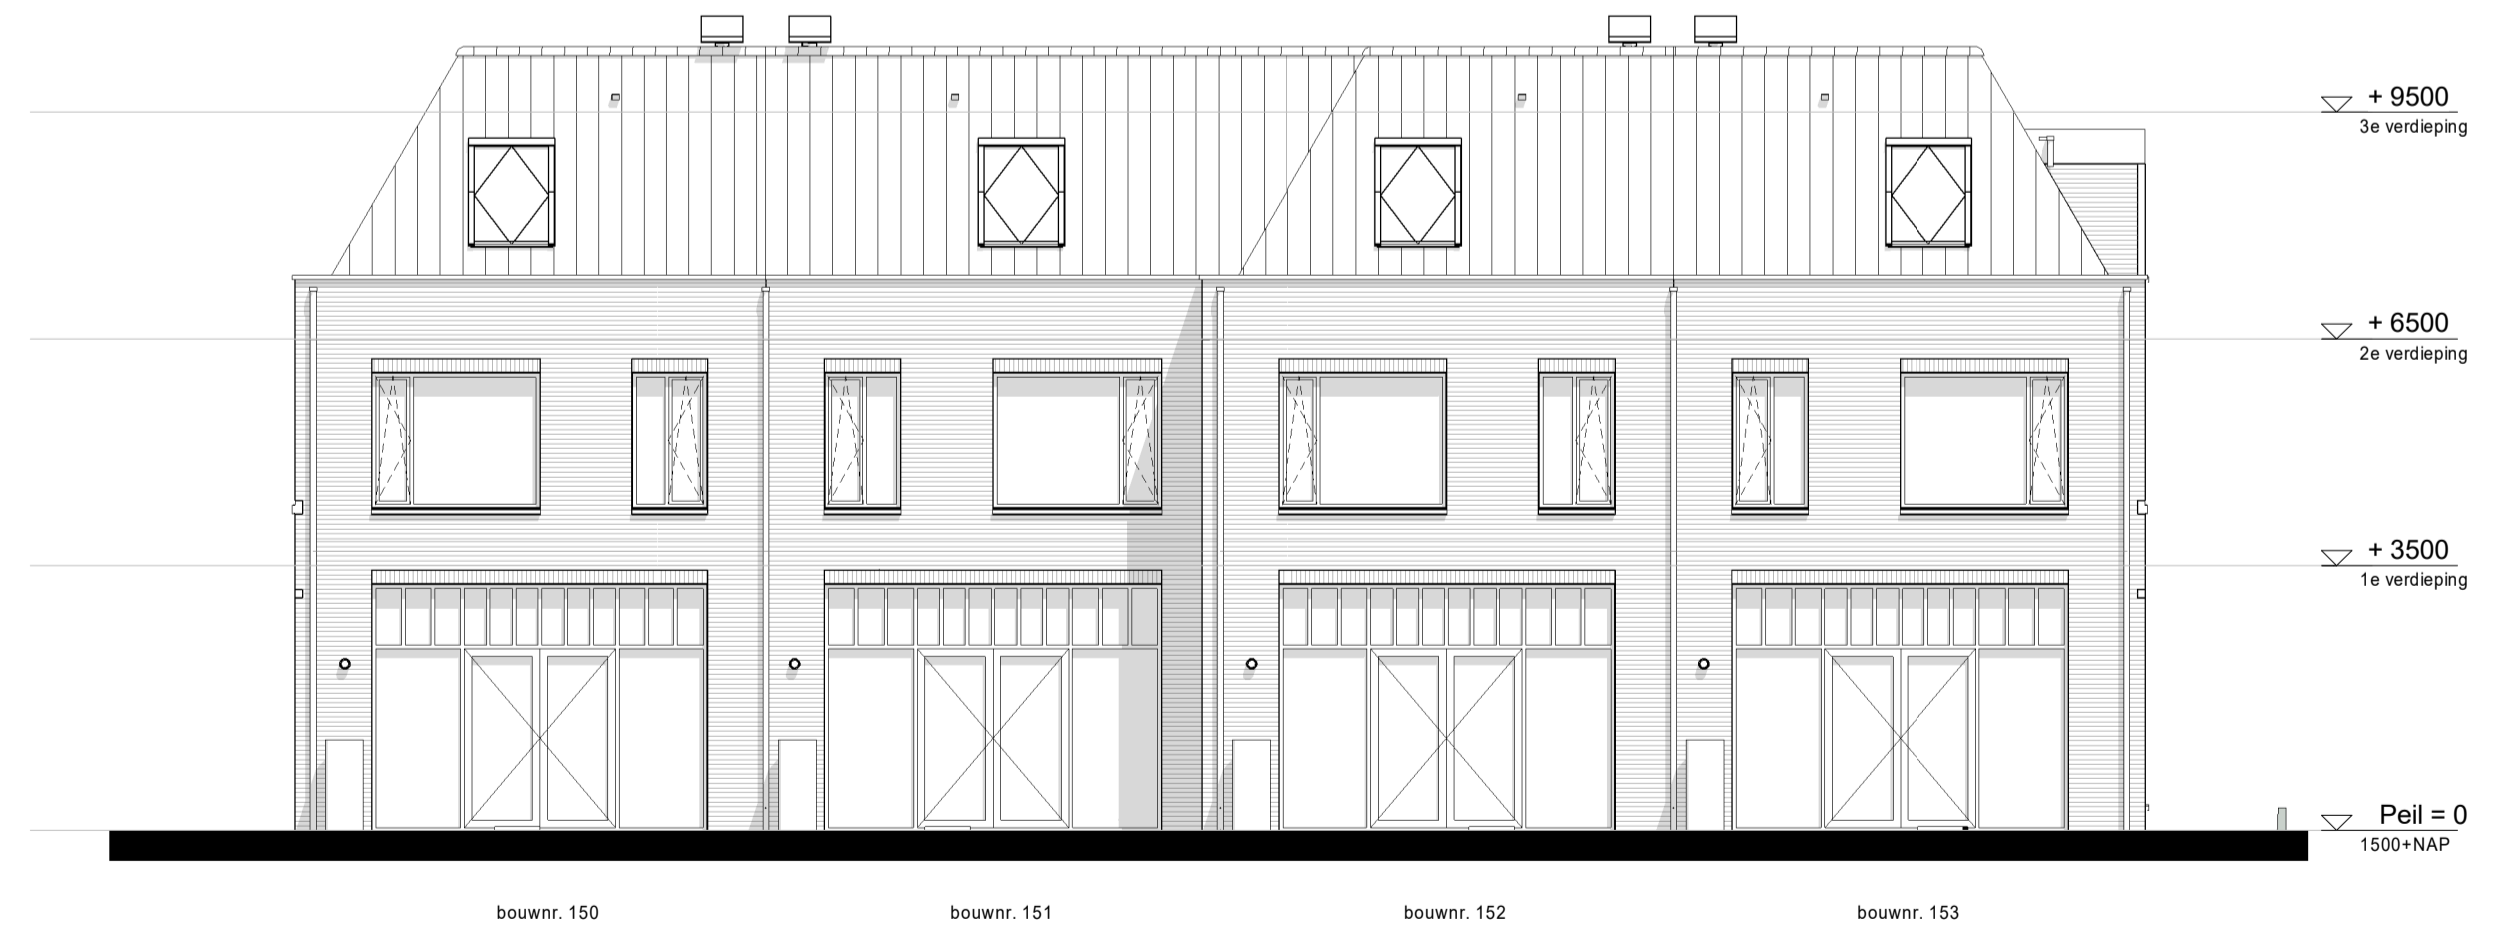 + 9500
3e verdieping
+ 6500
2e verdieping
+ 3500
1e verdieping
Peil = 0
1500+NAP
bouwnr. 150
bouwnr. 151
bouwnr. 152
bouwnr. 153